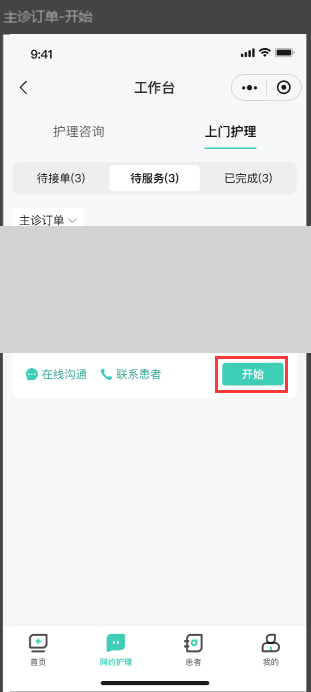 主诊订单-开始
9:41
工作台
护理咨询
上门护理
待接单(3)
待服务(3)
已完成(3)
主诊订单
在线沟通
联系患者
开始
首页
网约护理
患者
我的